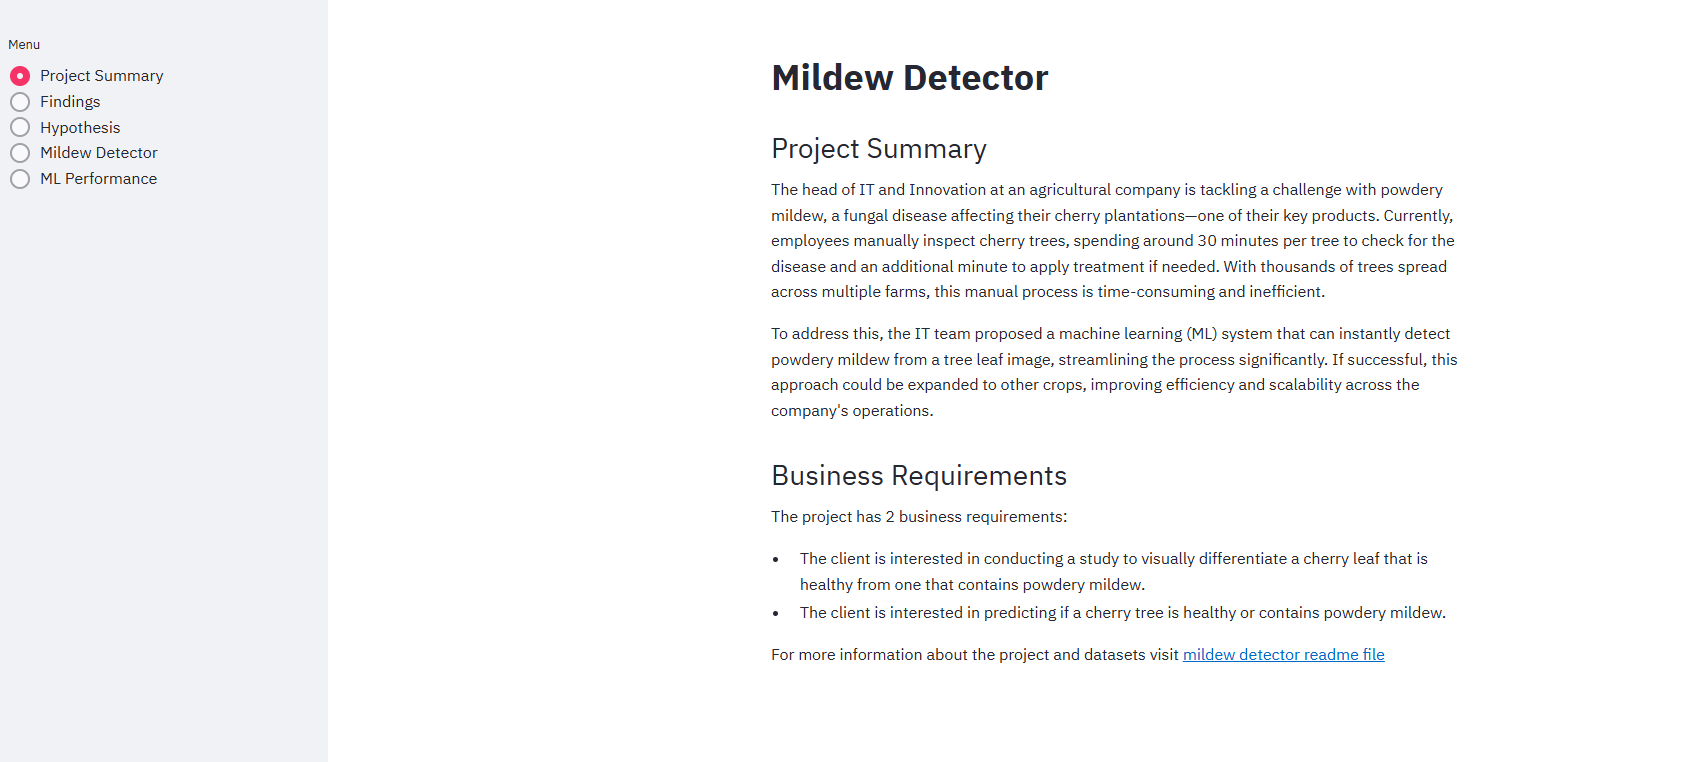 Menu
Project Summary
Findings
Hypothesis
Mildew Detector
ML Performance
Mildew Detector
Project Summary
The head of IT and Innovation at an agricultural company is tackling a challenge with powdery
mildew, a fungal disease affecting their cherry plantations—one of their key products. Currently,
employees manually inspect cherry trees, spending around 30 minutes per tree to check for the
disease and an additional minute to apply treatment if needed. With thousands of trees spread
across multiple farms, this manual process is time-consuming and inefficient.
To address this, the IT team proposed a machine learning (ML) system that can instantly detect
powdery mildew from a tree leaf image, streamlining the process significantly. If successful, this
approach could be expanded to other crops, improving efficiency and scalability across the
company's operations.
Business Requirements
The project has 2 business requirements:
• The client is interested in conducting a study to visually differentiate a cherry leaf that is
healthy from one that contains powdery mildew.
• The client is interested in predicting if a cherry tree is healthy or contains powdery mildew.
For more information about the project and datasets visit mildew detector readme file